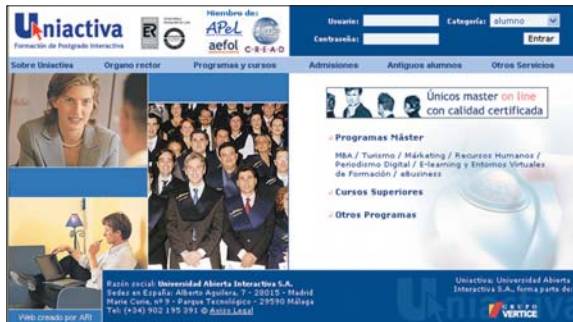 Uniactiva
Formación de Postgrado Interactiva
ER
Miembro de:
APeL
aefol
C·R·E·A·D
Usuario:
Categoría: alumno
Contraseña:
Entrar
Sobre Uniactiva Organo rector Programas y cursos Admisiones Antiguos alumnos Otros Servicios
Únicos master on line
con calidad certificada
Programas Máster
MBA / Turismo / Márketing / Recursos Humanos /
Periodismo Digital / E-learning y Entornos Virtuales
de Formación / eBusiness
Cursos Superiores
Otros Programas
Razón social: Universidad Abierta Interactiva S.A.
Sedes en España: Alberto Aguilera, 7 - 28015 - Madrid
Marie Curie, nº 9 - Parque Tecnológico - 29590 Málaga
Tel: (+34) 902 195 391 @ Aviso Legal
Uniactiva; Universidad Abierta
Interactiva S.A., forma parte de:
GRUPO
VERTICE
Web creado por ARI
Uniactiva